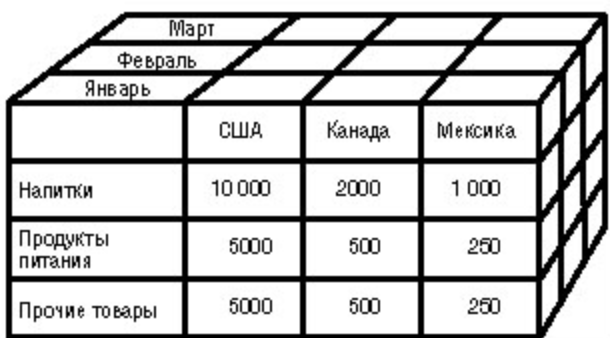 Март
Февраль
Январь
США Канада Мексика
Напитки 10 000 2000 1 000
Продукты
питания 5000 500 250
Прочие товары 5000 500 250